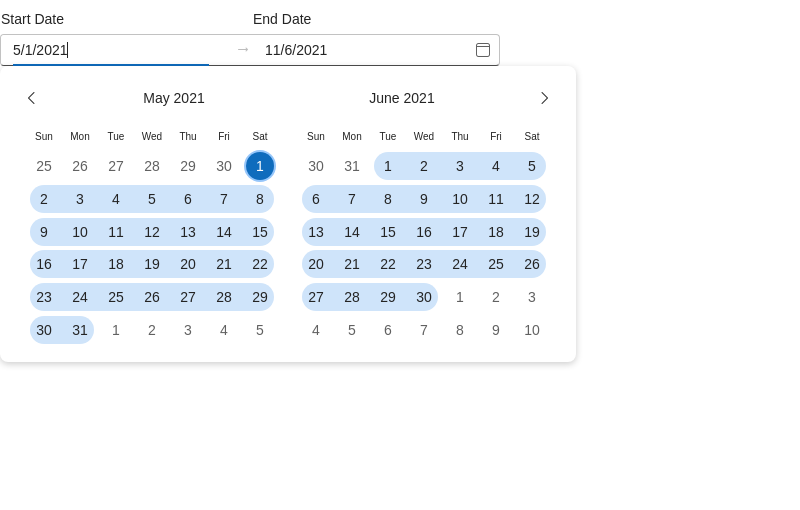 Start Date End Date
5/1/2021 → 11/6/2021
May 2021 June 2021
Sun Mon Tue Wed Thu Fri Sat Sun Mon Tue Wed Thu Fri Sat
25 26 27 28 29 30 1 30 31 1 2 3 4 5
2 3 4 5 6 7 8 6 7 8 9 10 11 12
9 10 11 12 13 14 15 13 14 15 16 17 18 19
16 17 18 19 20 21 22 20 21 22 23 24 25 26
23 24 25 26 27 28 29 27 28 29 30 1 2 3
30 31 1 2 3 4 5 4 5 6 7 8 9 10